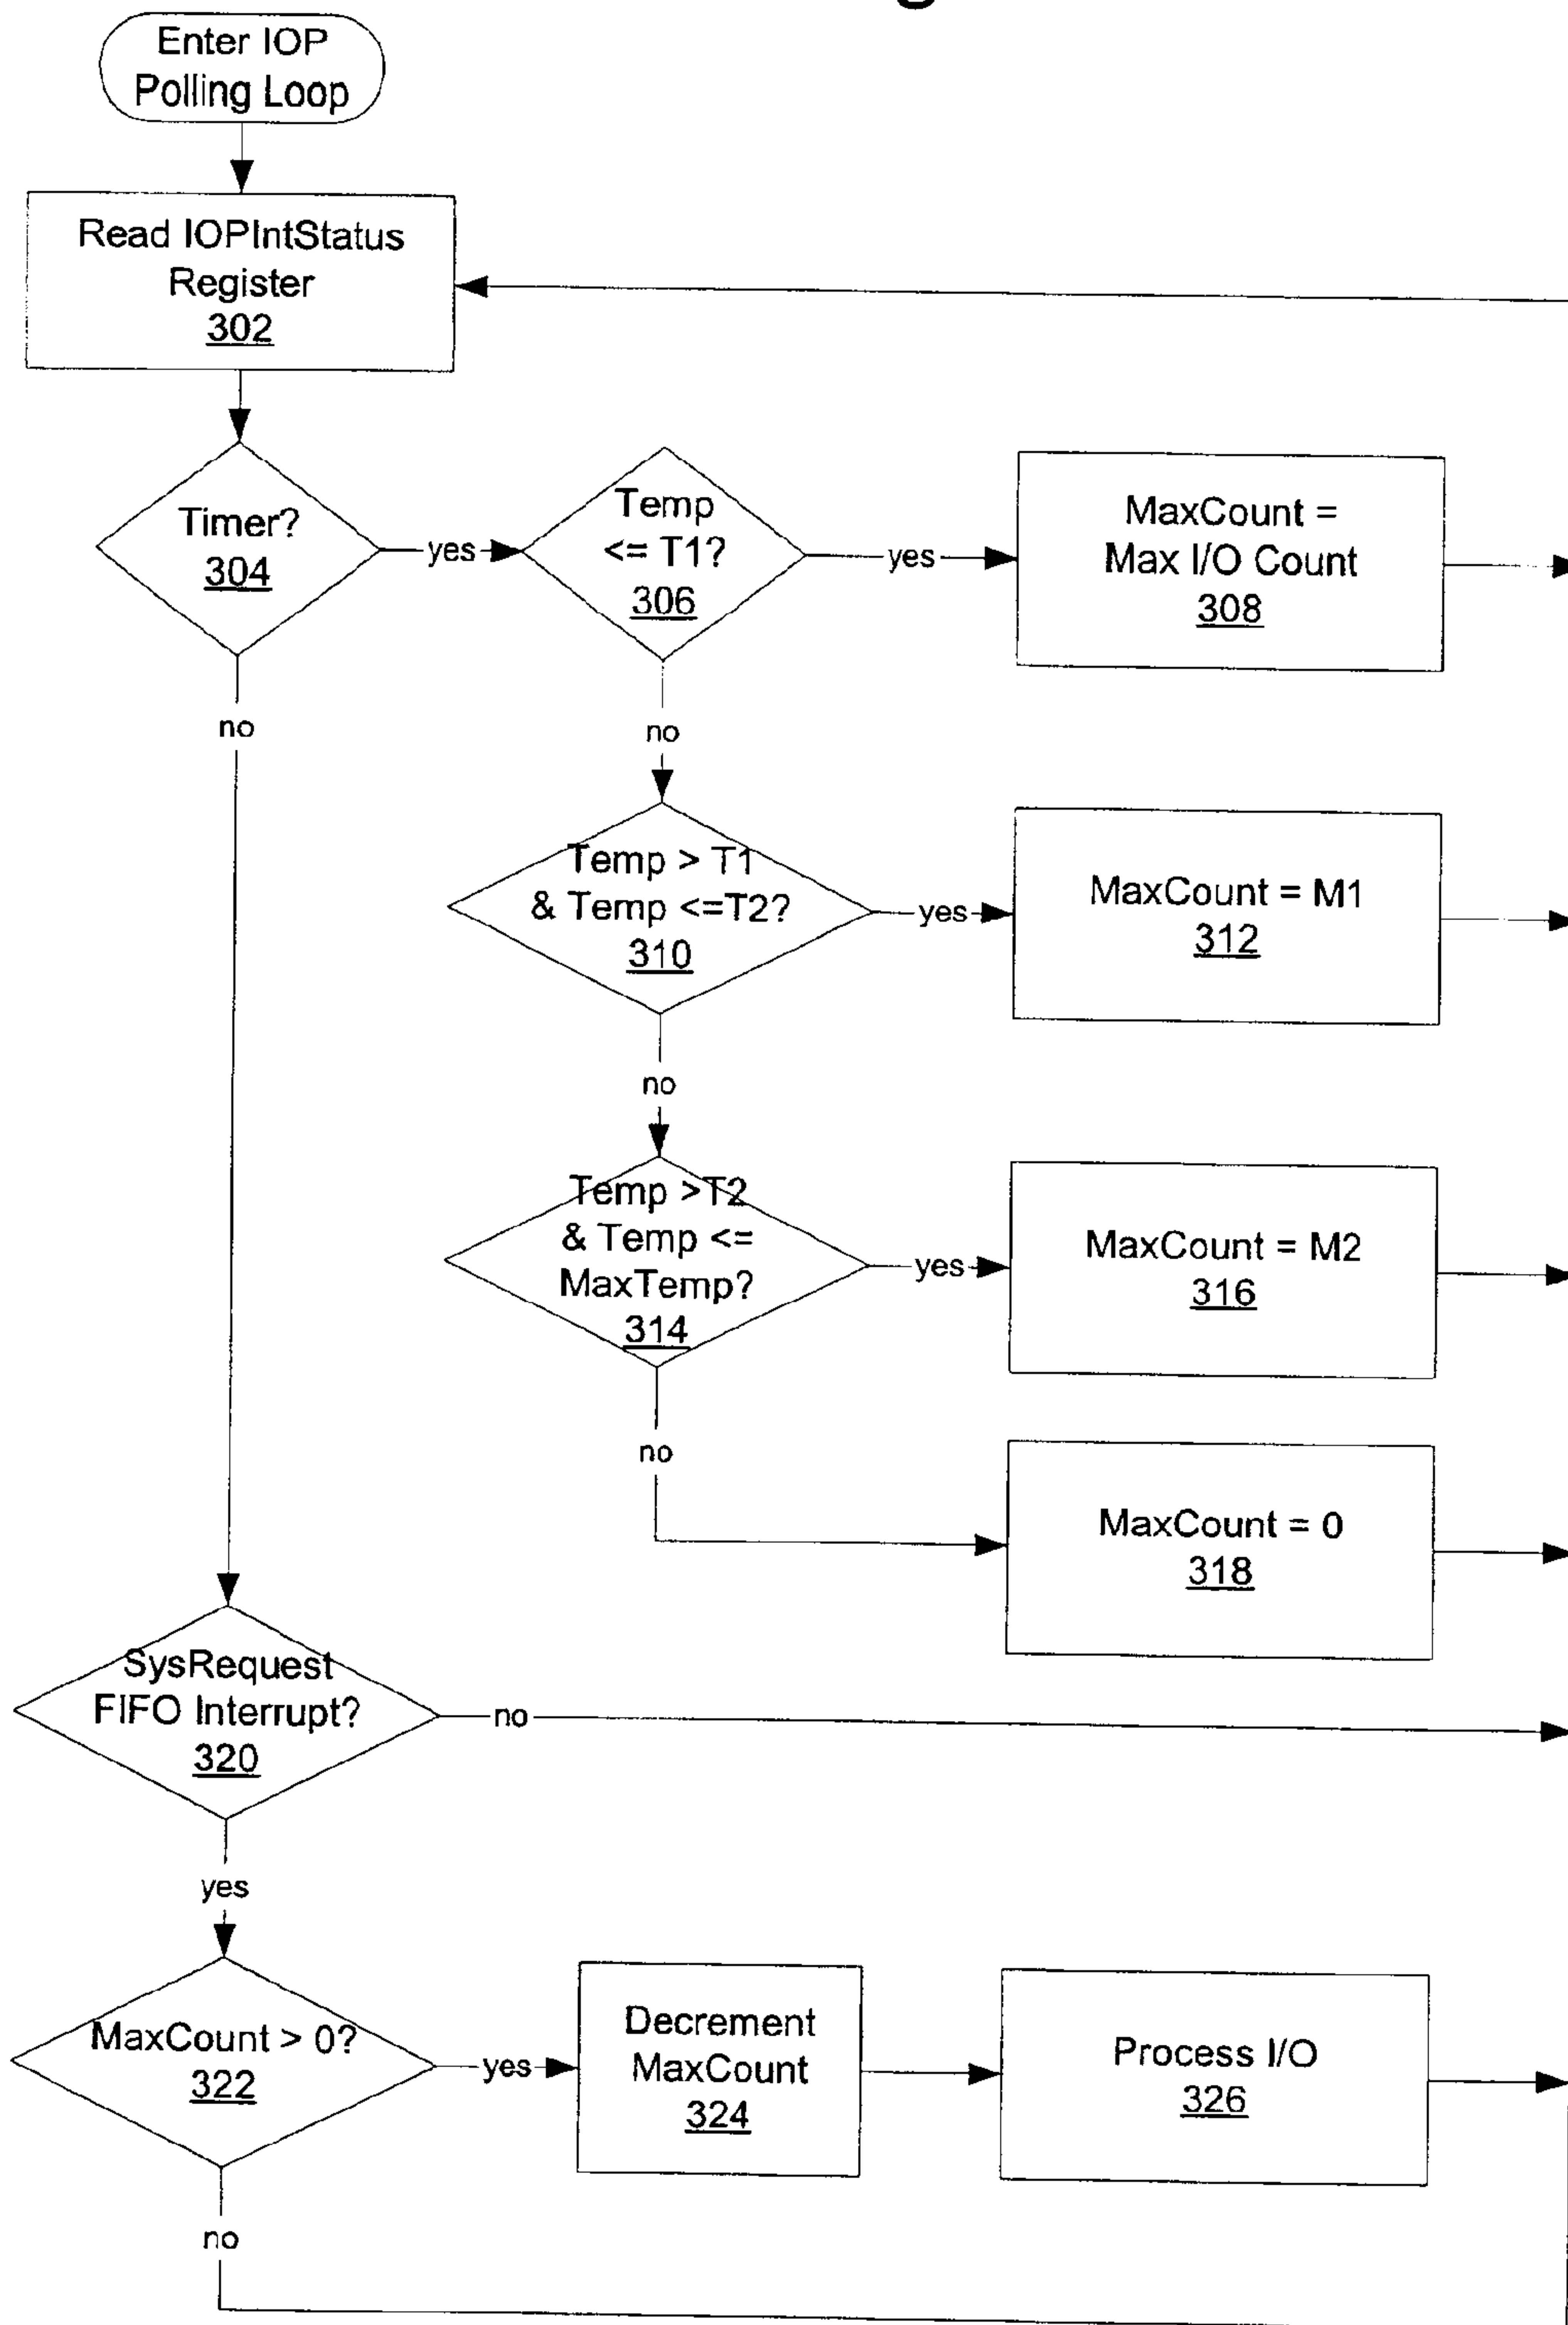 Enter IOP
Polling Loop
Read IOPIntStatus
Register
302
Timer?
304
yes
Temp
<= T1?
306
yes
MaxCount =
Max I/O Count
308
no
no
Temp > T1
& Temp <=T2?
310
yes
MaxCount = M1
312
no
Temp >T2
& Temp <=
MaxTemp?
314
yes
MaxCount = M2
316
no
MaxCount = 0
318
SysRequest
FIFO Interrupt?
320
no
yes
MaxCount > 0?
322
yes
Decrement
MaxCount
324
Process I/O
326
no